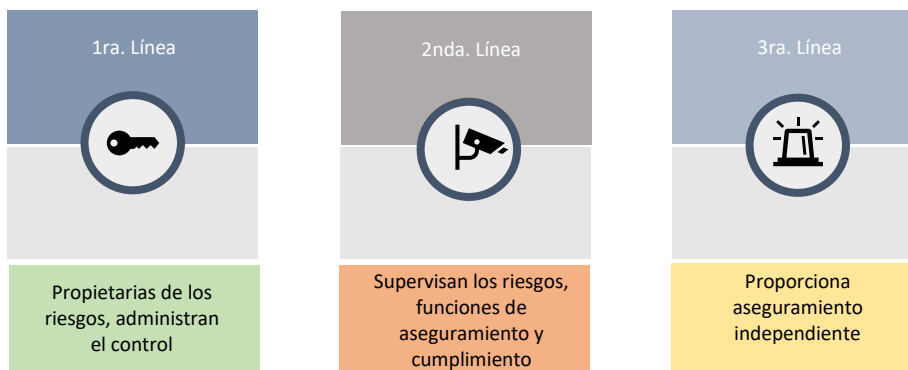 1ra. Línea
Propietarias de los
riesgos, administran
el control
2nda. Línea
Supervisan los riesgos,
funciones de
aseguramiento y
cumplimiento
3ra. Línea
Proporciona
aseguramiento
independiente